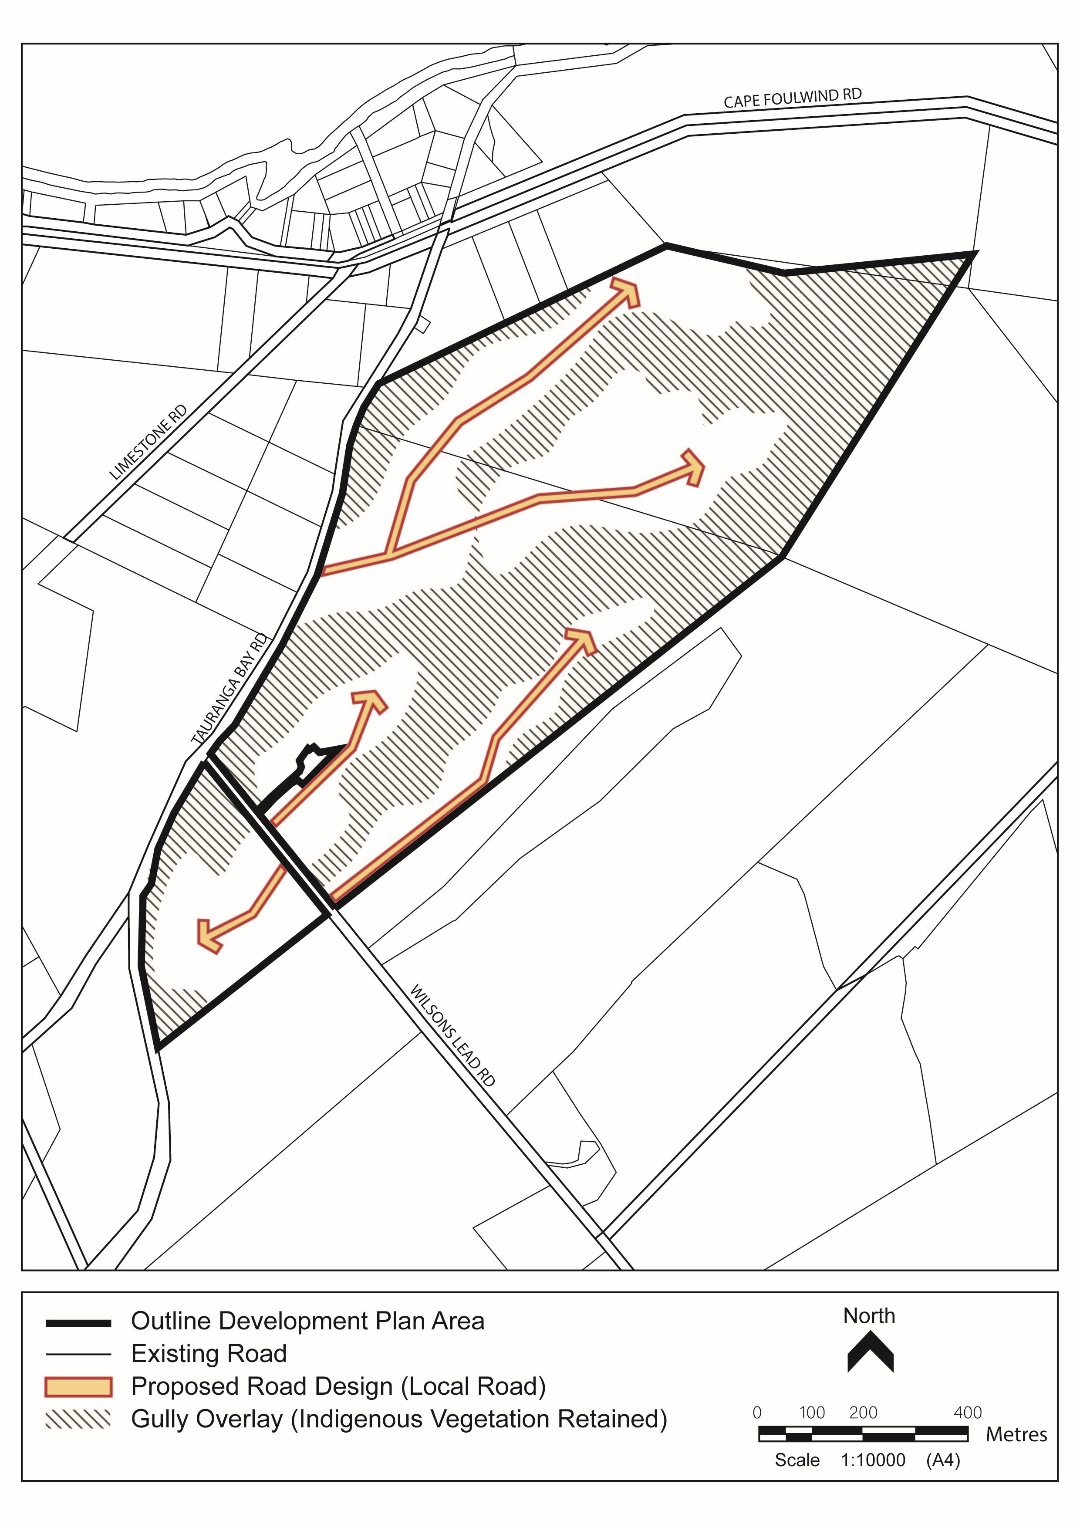 CAPE FOULWIND RD
LIMESTONE RD
TAURANGA BAY RD
WILSONS LEAD RD
Outline Development Plan Area
Existing Road
Proposed Road Design (Local Road)
Gully Overlay (Indigenous Vegetation Retained)
North
0 100 200 400
Metres
Scale 1:10000 (A4)